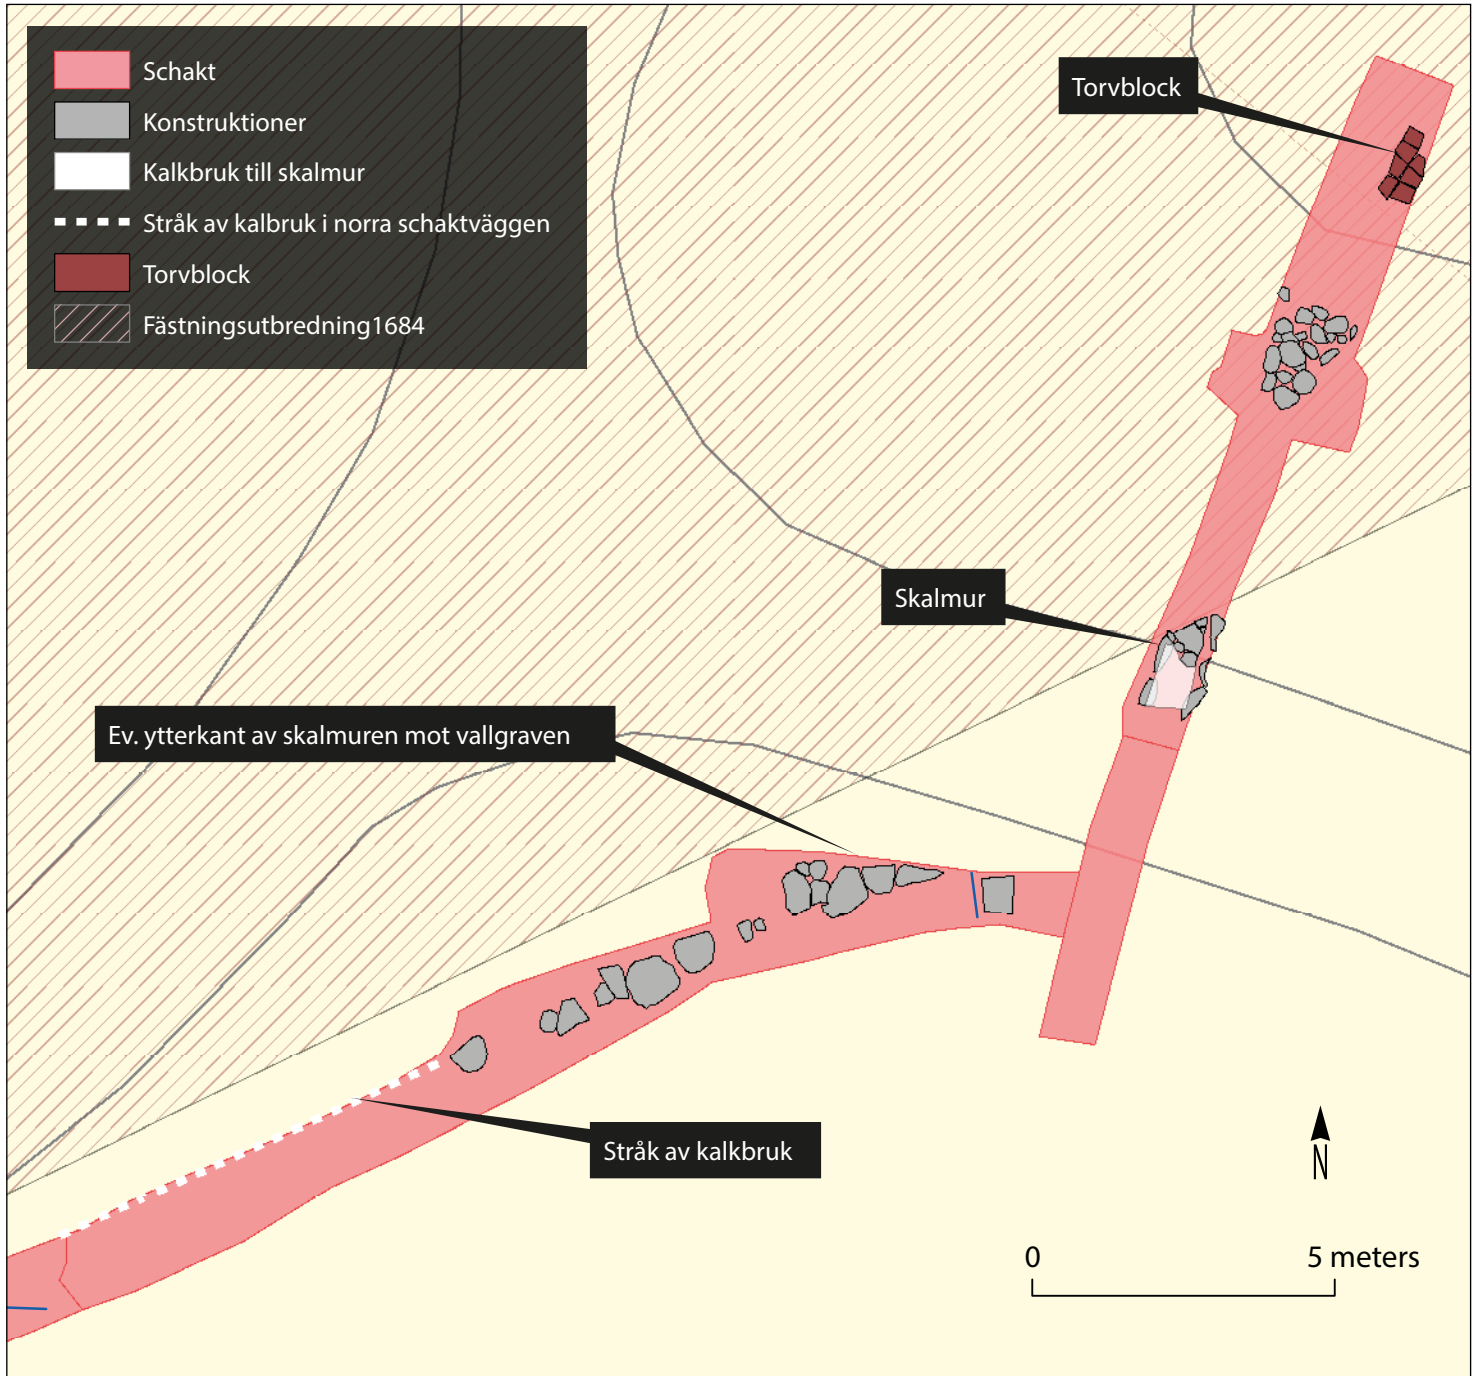 Schakt
Konstruktioner
Kalkbruk till skalmur
Stråk av kalbruk i norra schaktväggen
Torvblock
Fästningsutbredning1684
Torvblock
Skalmur
Ev. ytterkant av skalmuren mot vallgraven
Stråk av kalkbruk
N
0 5 meters